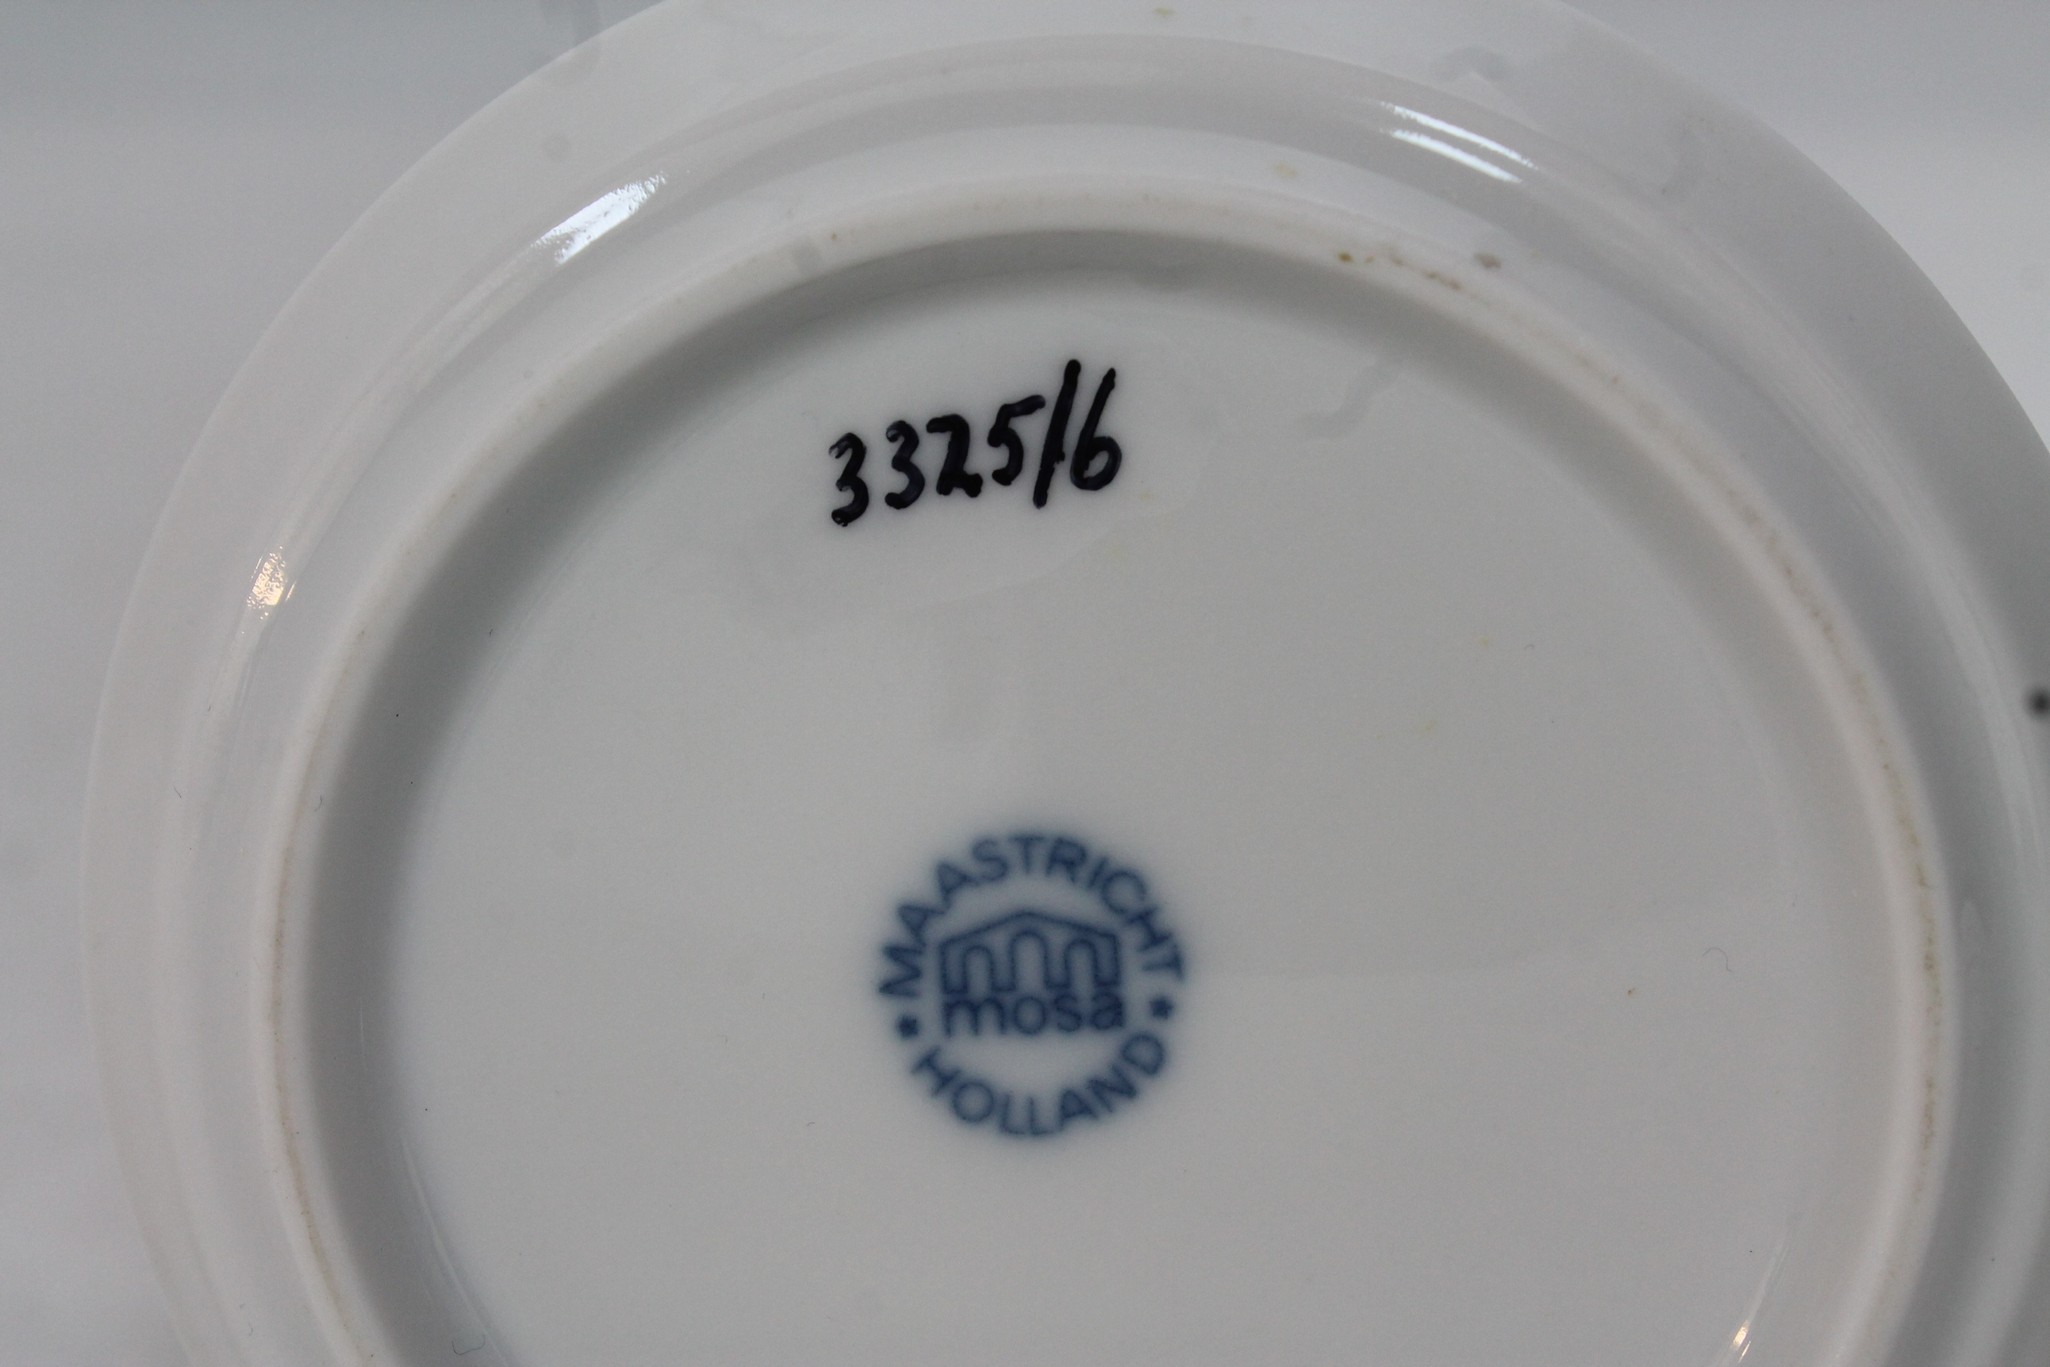 3325/6
MAASTRICHT
mosa
* HOLLAND *